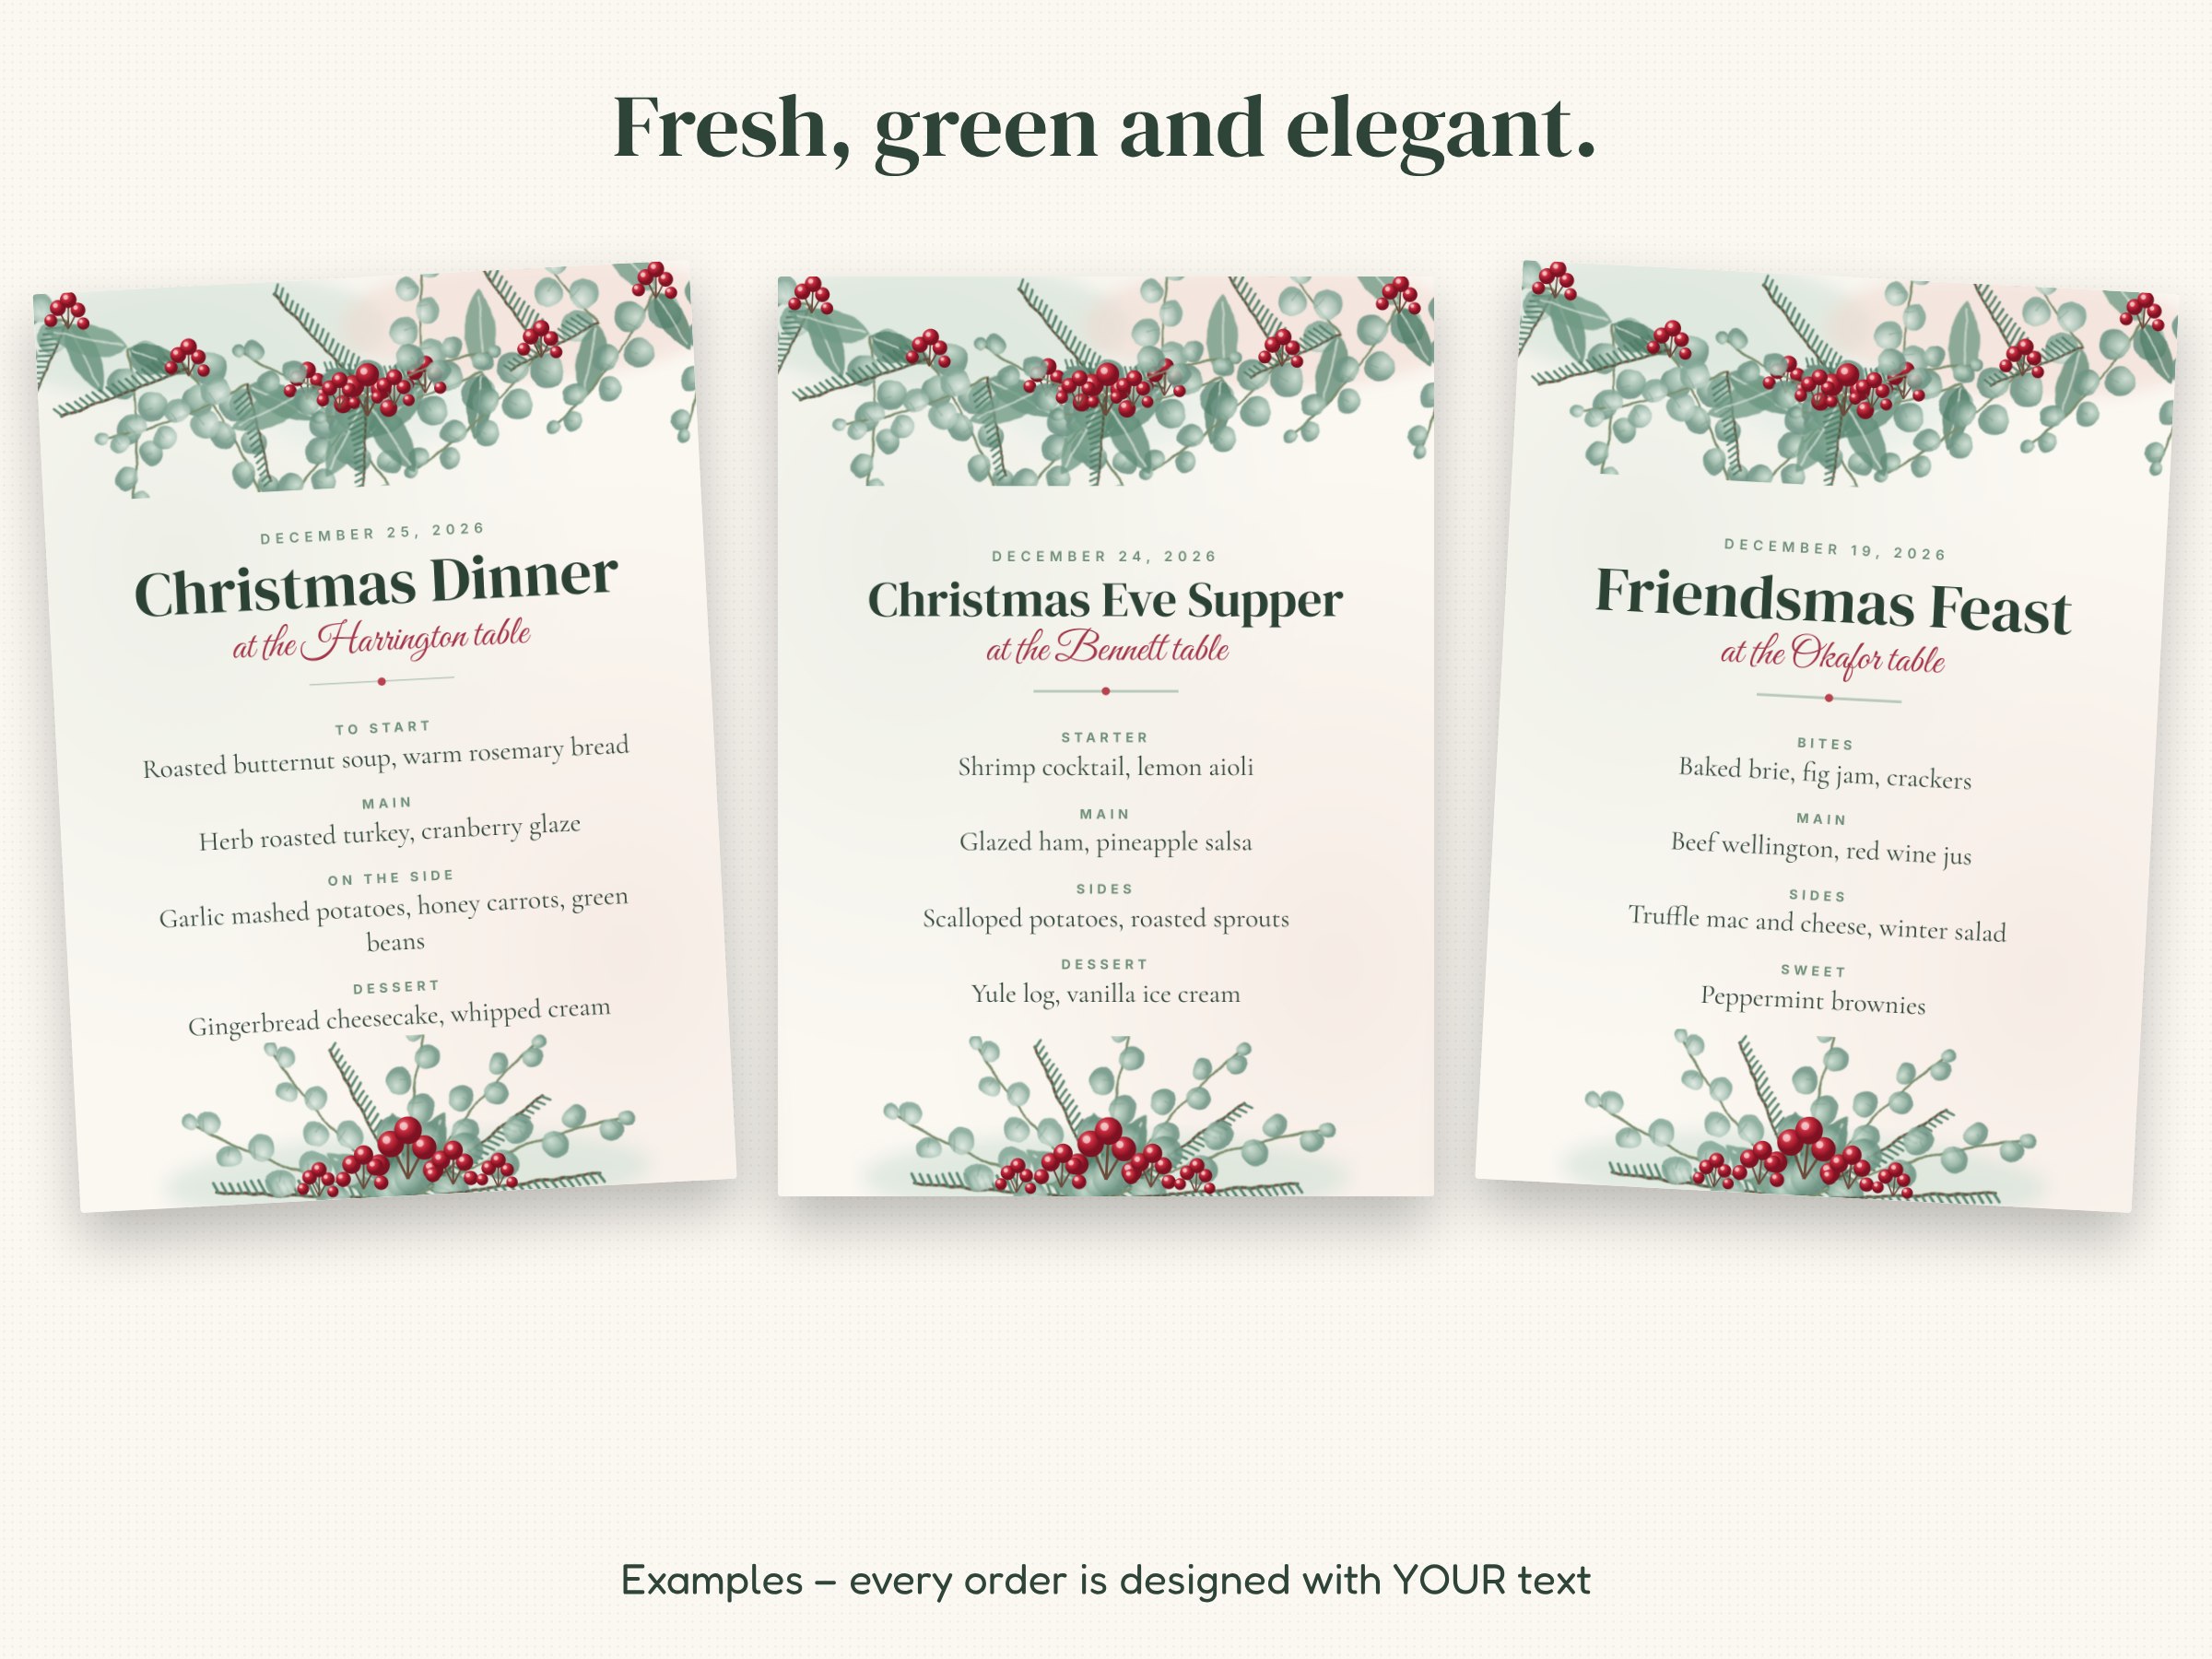 Fresh, green and elegant.
DECEMBER 25, 2026
Christmas Dinner
at the Harrington table
TO START
Roasted butternut soup, warm rosemary bread
MAIN
Herb roasted turkey, cranberry glaze
ON THE SIDE
Garlic mashed potatoes, honey carrots, green
beans
DESSERT
Gingerbread cheesecake, whipped cream
DECEMBER 24, 2026
Christmas Eve Supper
at the Bennett table
STARTER
Shrimp cocktail, lemon aioli
MAIN
Glazed ham, pineapple salsa
SIDES
Scalloped potatoes, roasted sprouts
DESSERT
Yule log, vanilla ice cream
DECEMBER 19, 2026
Friendsmas Feast
at the Okafor table
BITES
Baked brie, fig jam, crackers
MAIN
Beef wellington, red wine jus
SIDES
Truffle mac and cheese, winter salad
SWEET
Peppermint brownies
Examples – every order is designed with YOUR text